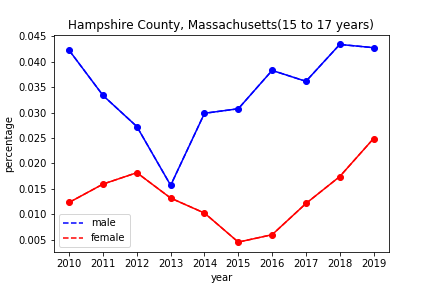 Hampshire County, Massachusetts(15 to 17 years)
0.045
0.040
0.035
0.030
0.025
0.020
0.015
0.010
0.005
percentage
male
female
2010 2011 2012 2013 2014 2015 2016 2017 2018 2019
year